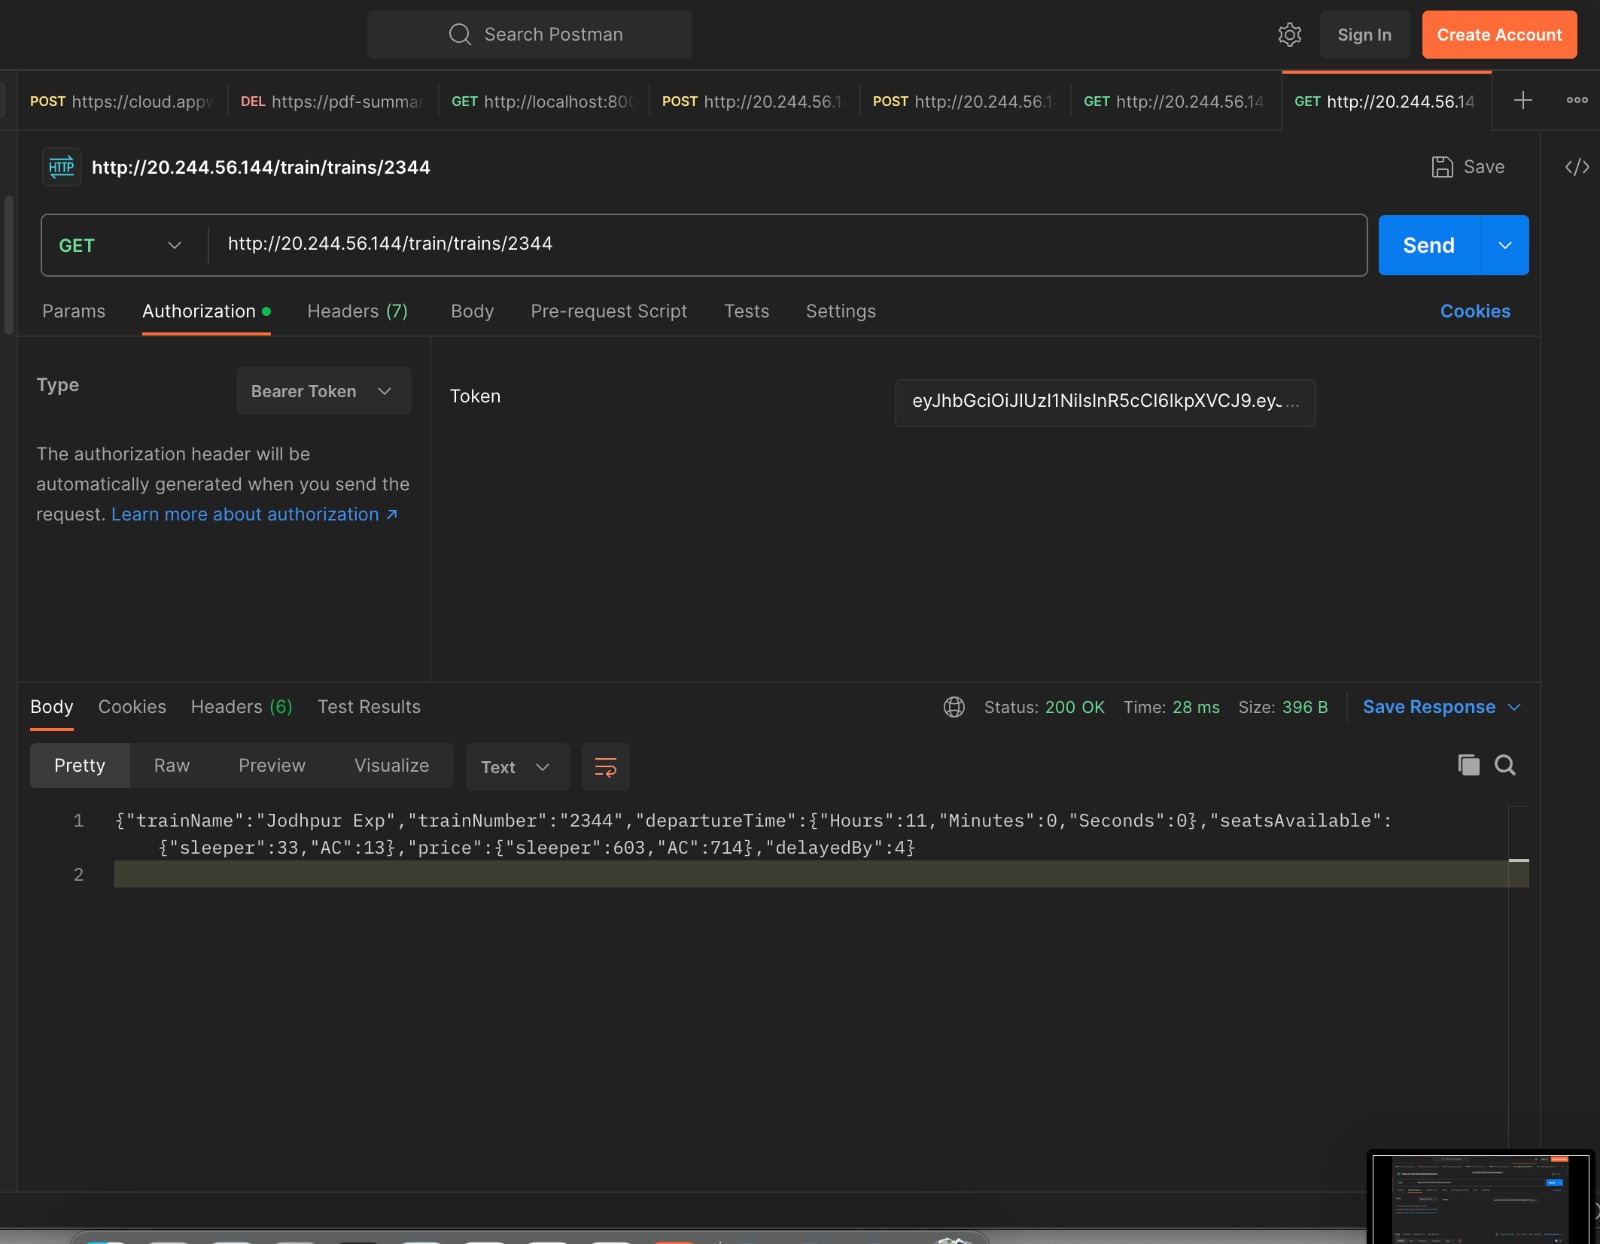 Search Postman
Sign In
Create Account
POST https://cloud.appw
DEL https://pdf-summar
GET http://localhost:800
POST http://20.244.56.1
POST http://20.244.56.1
GET http://20.244.56.14
GET http://20.244.56.14
HTTP http://20.244.56.144/train/trains/2344
Save
GET http://20.244.56.144/train/trains/2344
Send
Params Authorization Headers (7) Body Pre-request Script Tests Settings Cookies
Type Bearer Token
Token eyJhbGciOiJIUzI1NiIsInR5cCI6IkpXVCJ9.eyJ...
The authorization header will be
automatically generated when you send the
request. Learn more about authorization ↗
Body Cookies Headers (6) Test Results
Status: 200 OK Time: 28 ms Size: 396 B Save Response
Pretty Raw Preview Visualize Text
1 {"trainName":"Jodhpur Exp","trainNumber":"2344","departureTime":{"Hours":11,"Minutes":0,"Seconds":0},"seatsAvailable":
{"sleeper":33,"AC":13},"price":{"sleeper":603,"AC":714},"delayedBy":4}
2